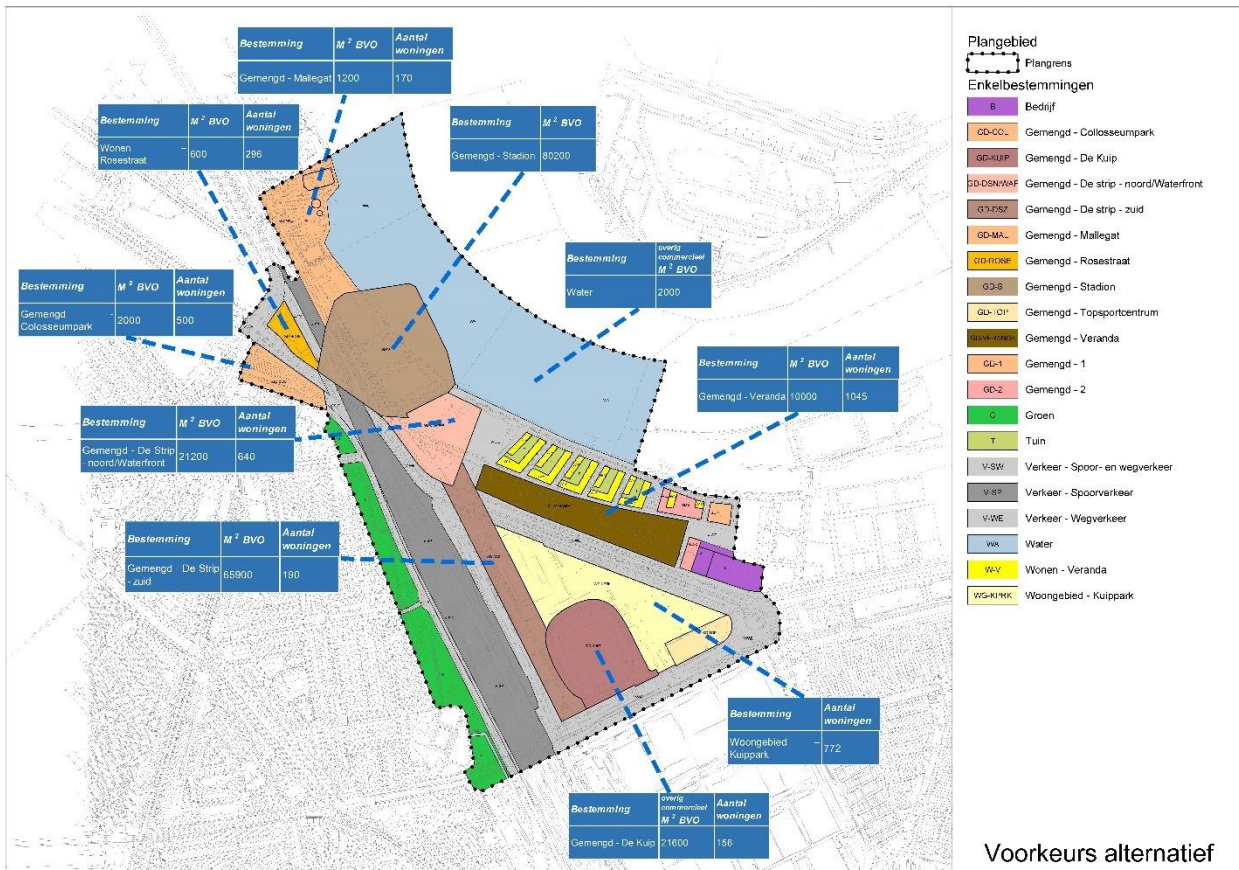 Bestemming M² BVO Aantal woningen
Gemengd - Mallegat 1200 170
Bestemming M² BVO Aantal woningen
Wonen – Rosestraat 600 296
Bestemming M² BVO
Gemengd - Stadion 80200
Bestemming overig commercieel M² BVO
Water 2000
Bestemming M² BVO Aantal woningen
Gemengd – Colosseumpark 2000 500
Bestemming M² BVO Aantal woningen
Gemengd - Veranda 10000 1045
Bestemming M² BVO Aantal woningen
Gemengd - De Strip - noord/Waterfront 21200 640
Bestemming M² BVO Aantal woningen
Gemengd - De Strip - zuid 65900 190
Bestemming Aantal woningen
Woongebied – Kuippark 772
Bestemming overig commercieel M² BVO Aantal woningen
Gemengd - De Kuip 21600 156
Plangebied
Plangrens
Enkelbestemmingen
B Bedrijf
GD-COL Gemengd - Collosseumpark
GD-KUIP Gemengd - De Kuip
GD-DSN/WAF Gemengd - De strip - noord/Waterfront
GD-DSZ Gemengd - De strip - zuid
GD-MAL Gemengd - Mallegat
GD-ROSE Gemengd - Rosestraat
GD-S Gemengd - Stadion
GD-TOP Gemengd - Topsportcentrum
GD-VERANDA Gemengd - Veranda
GD-1 Gemengd - 1
GD-2 Gemengd - 2
G Groen
T Tuin
V-SW Verkeer - Spoor- en wegverkeer
V-SP Verkeer - Spoorverkeer
V-WE Verkeer - Wegverkeer
WA Water
W-V Wonen - Veranda
WG-KPRK Woongebied - Kuippark
Voorkeurs alternatief